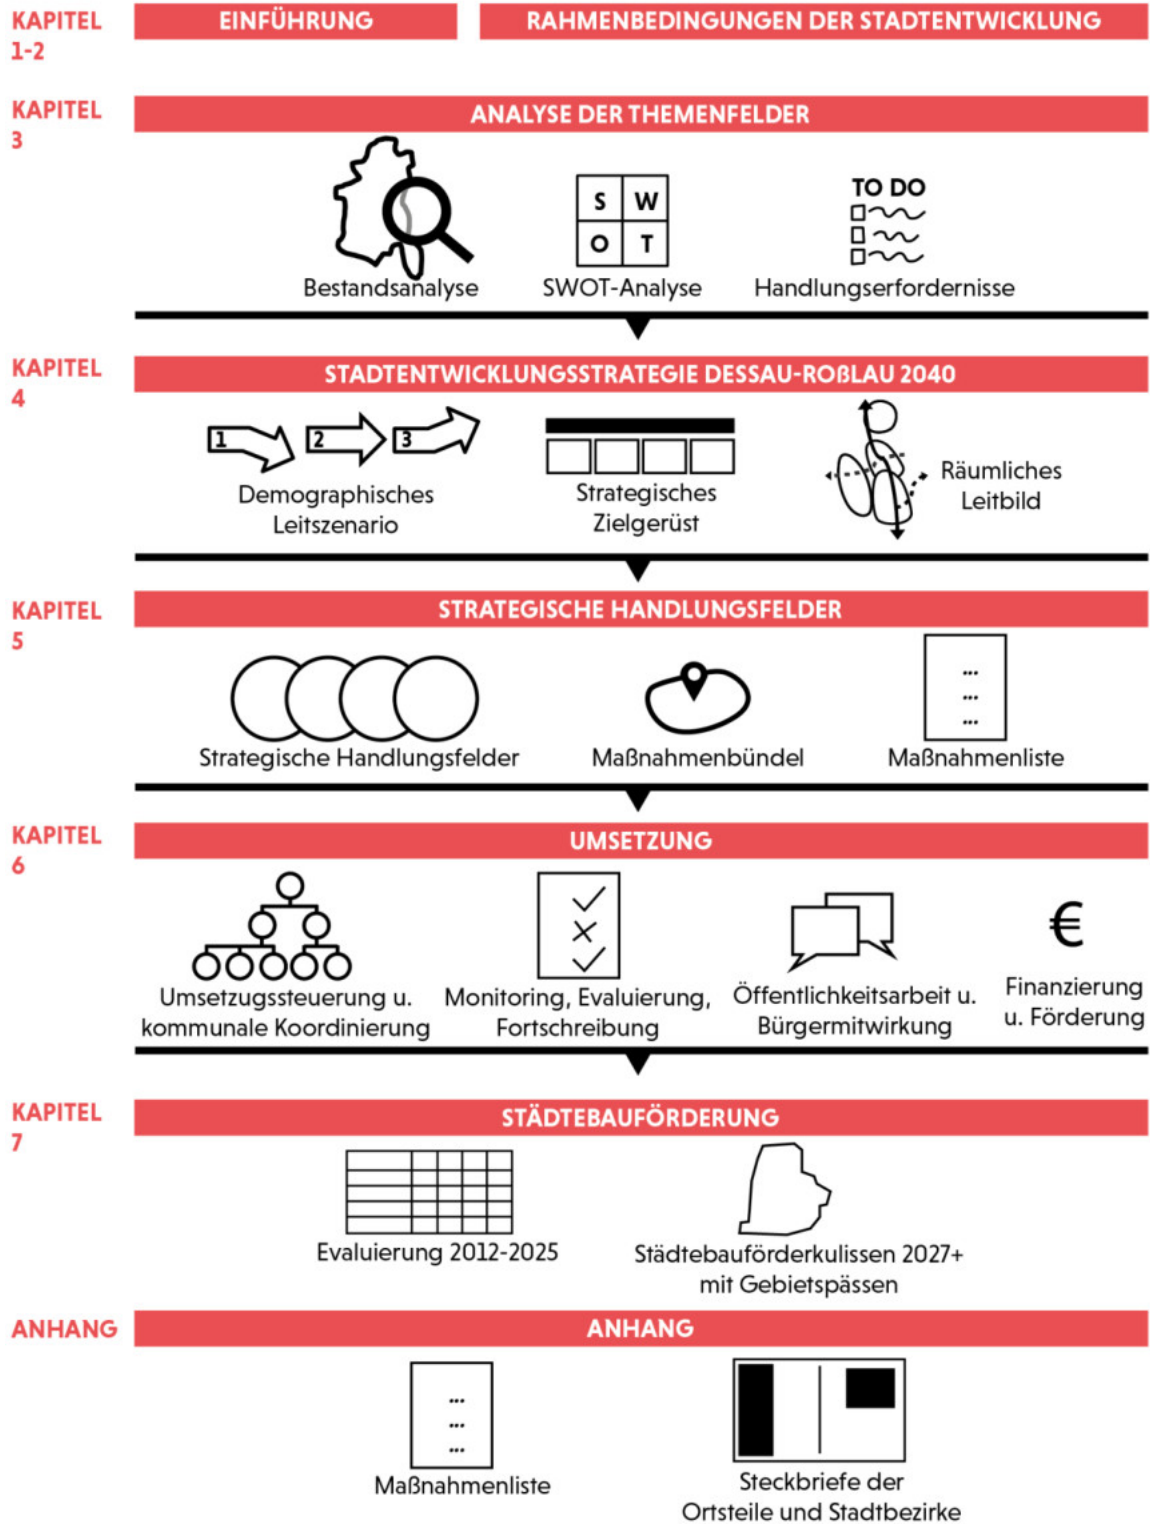 KAPITEL
1-2
EINFÜHRUNG
RAHMENBEDINGUNGEN DER STADTENTWICKLUNG
KAPITEL
3
ANALYSE DER THEMENFELDER
S W
O T
TO DO
Bestandsanalyse
SWOT-Analyse
Handlungserfordernisse
KAPITEL
4
STADTENTWICKLUNGSSTRATEGIE DESSAU-ROßLAU 2040
1 2 3
Demographisches
Leitszenario
Strategisches
Zielgerüst
Räumliches
Leitbild
KAPITEL
5
STRATEGISCHE HANDLUNGSFELDER
...
...
...
Strategische Handlungsfelder
Maßnahmenbündel
Maßnahmenliste
KAPITEL
6
UMSETZUNG
€
Umsetzugssteuerung u.
kommunale Koordinierung
Monitoring, Evaluierung,
Fortschreibung
Öffentlichkeitsarbeit u.
Bürgermitwirkung
Finanzierung
u. Förderung
KAPITEL
7
STÄDTEBAUFÖRDERUNG
Evaluierung 2012-2025
Städtebauförderkulissen 2027+
mit Gebietspässen
ANHANG
ANHANG
...
...
...
Maßnahmenliste
Steckbriefe der
Ortsteile und Stadtbezirke